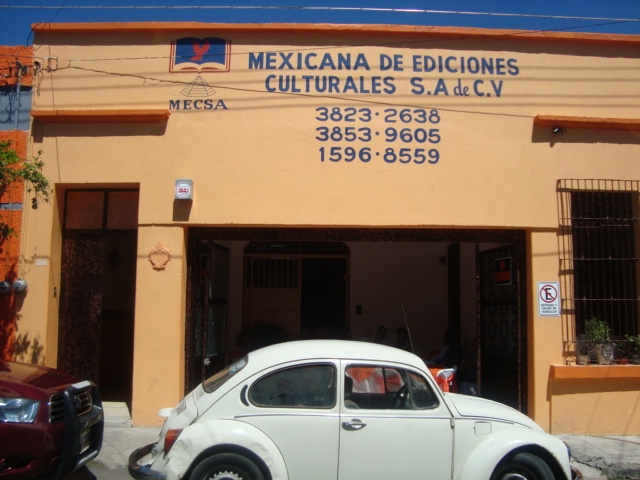 MEXICANA DE EDICIONES
CULTURALES S.A de C.V
MECSA
3823·2638
3853·9605
1596·8559
E